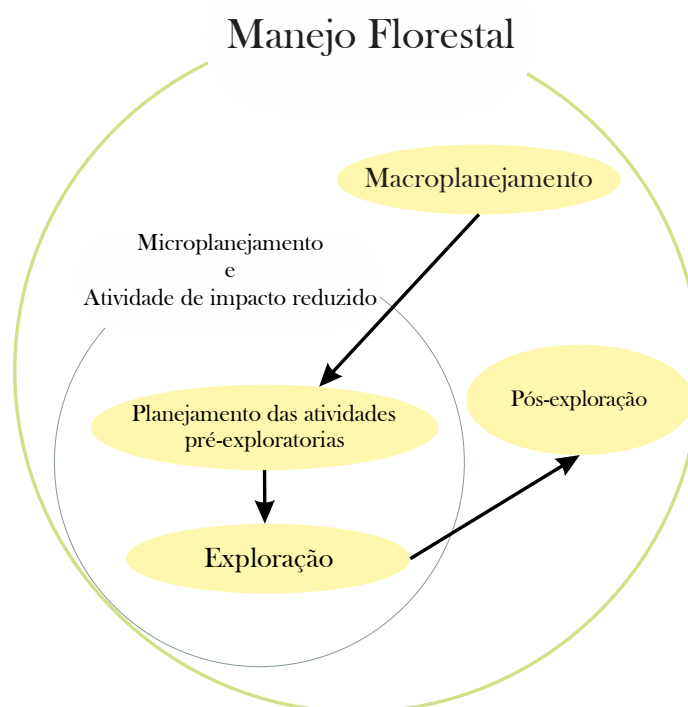 Manejo Florestal
Macroplanejamento
Microplanejamento
e
Atividade de impacto reduzido
Planejamento das atividades
pré-exploratorias
Pós-exploração
Exploração